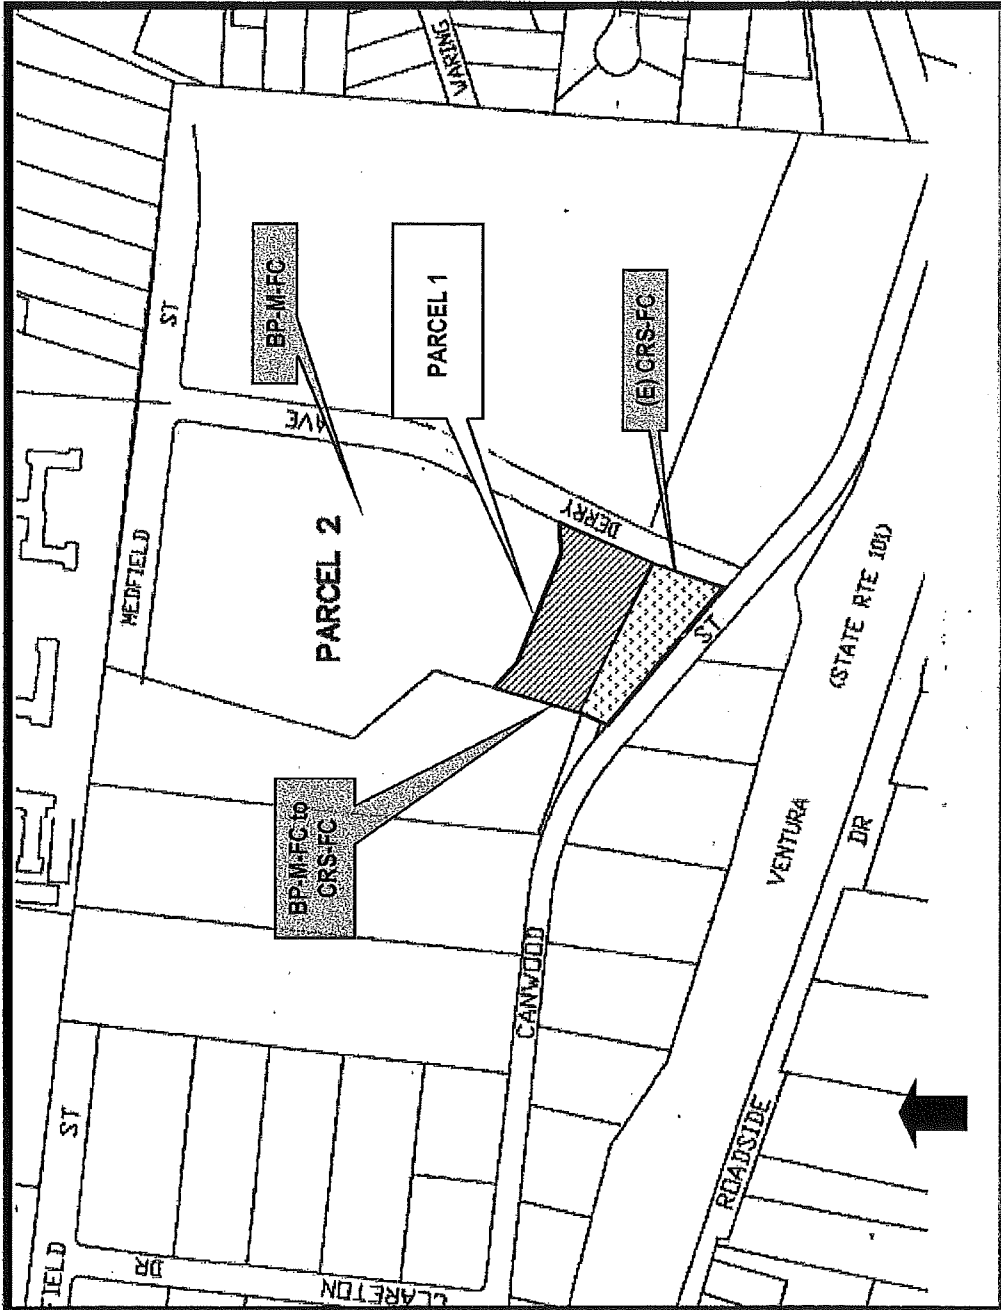 FIELD
ST
MEDFIELD
ST
DR
BP-M-FC
AVE
PARCEL 2
BP-M-FC to
CRS-FC
CLARETON
PARCEL 1
WARING
CANWOOD
DERRY
(E) CRS-FC
ST
ROADSIDE
VENTURA
(STATE RTE 101)
DR